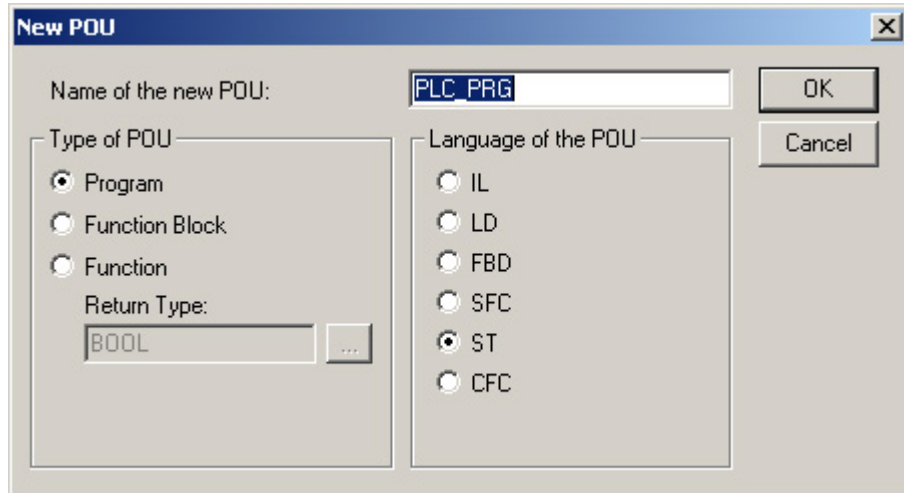 New POU
Name of the new POU:
PLC_PRG
OK
Cancel
Type of POU
Program
Function Block
Function
Return Type:
BOOL
...
Language of the POU
IL
LD
FBD
SFC
ST
CFC